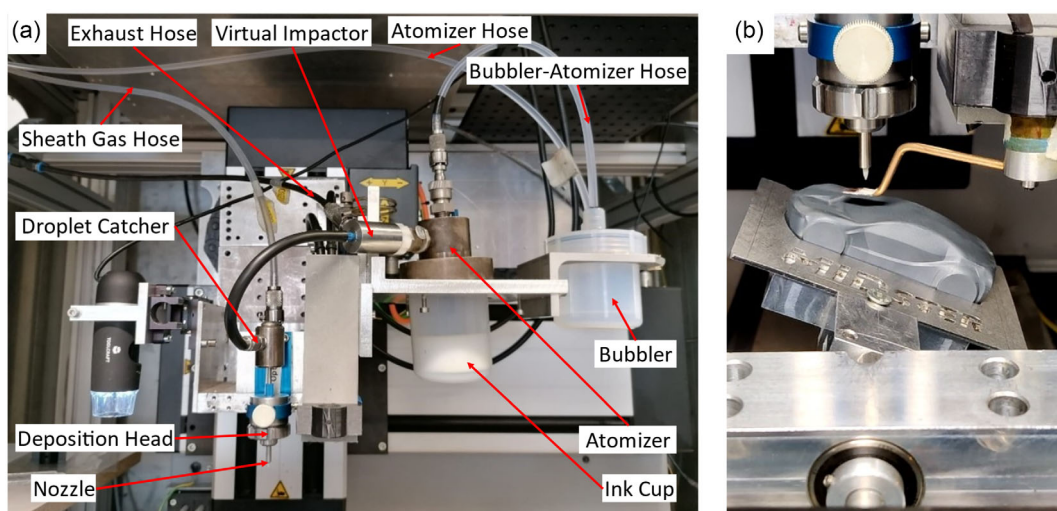 (a)
Exhaust Hose
Virtual Impactor
Atomizer Hose
Bubbler-Atomizer Hose
Sheath Gas Hose
Droplet Catcher
Bubbler
Deposition Head
Atomizer
Nozzle
Ink Cup
(b)